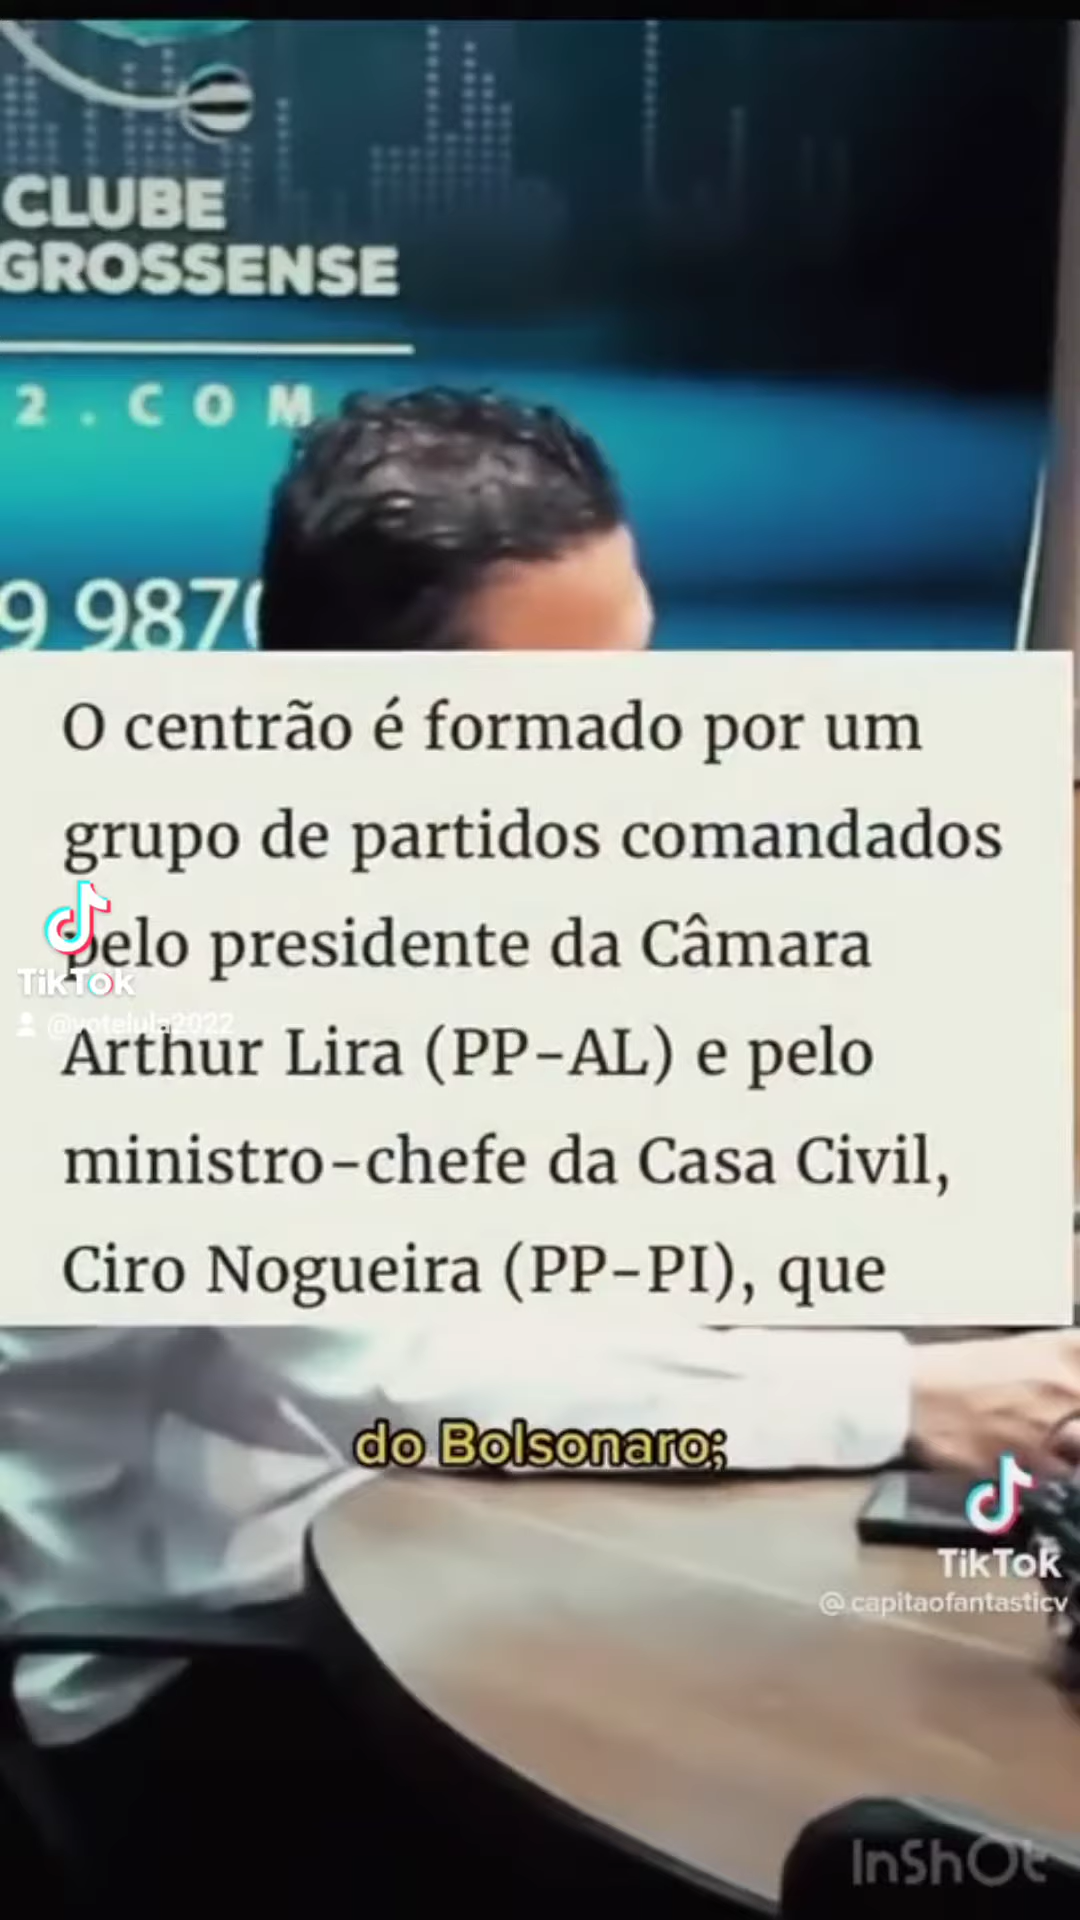 CLUBE
GROSSENSE
2.COM
9 987
O centrão é formado por um
grupo de partidos comandados
pelo presidente da Câmara
TikTok
@votelula2022
Arthur Lira (PP-AL) e pelo
ministro-chefe da Casa Civil,
Ciro Nogueira (PP-PI), que
do Bolsonaro;
TikTok
@capitaofantasticv
InShOt